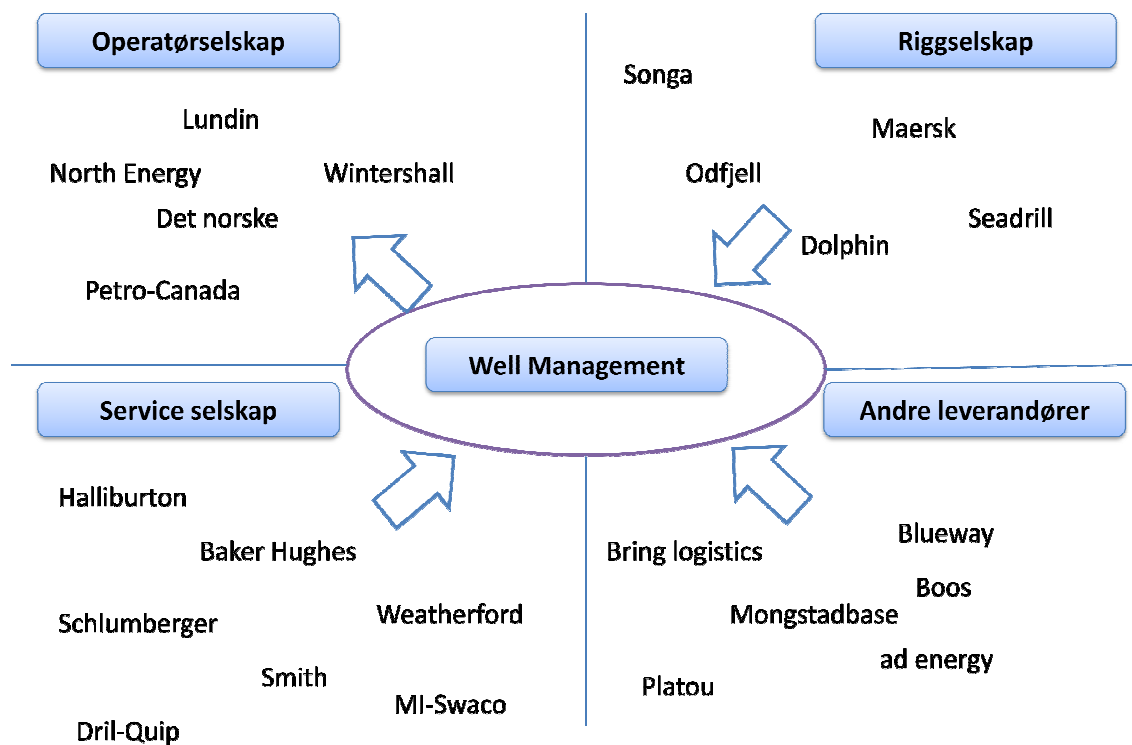 Operatørselskap
Lundin
North Energy
Wintershall
Det norske
Petro-Canada
Riggselskap
Songa
Maersk
Odfjell
Seadrill
Dolphin
Well Management
Service selskap
Halliburton
Baker Hughes
Schlumberger
Weatherford
Smith
MI-Swaco
Dril-Quip
Andre leverandører
Blueway
Bring logistics
Boos
Mongstadbase
ad energy
Platou